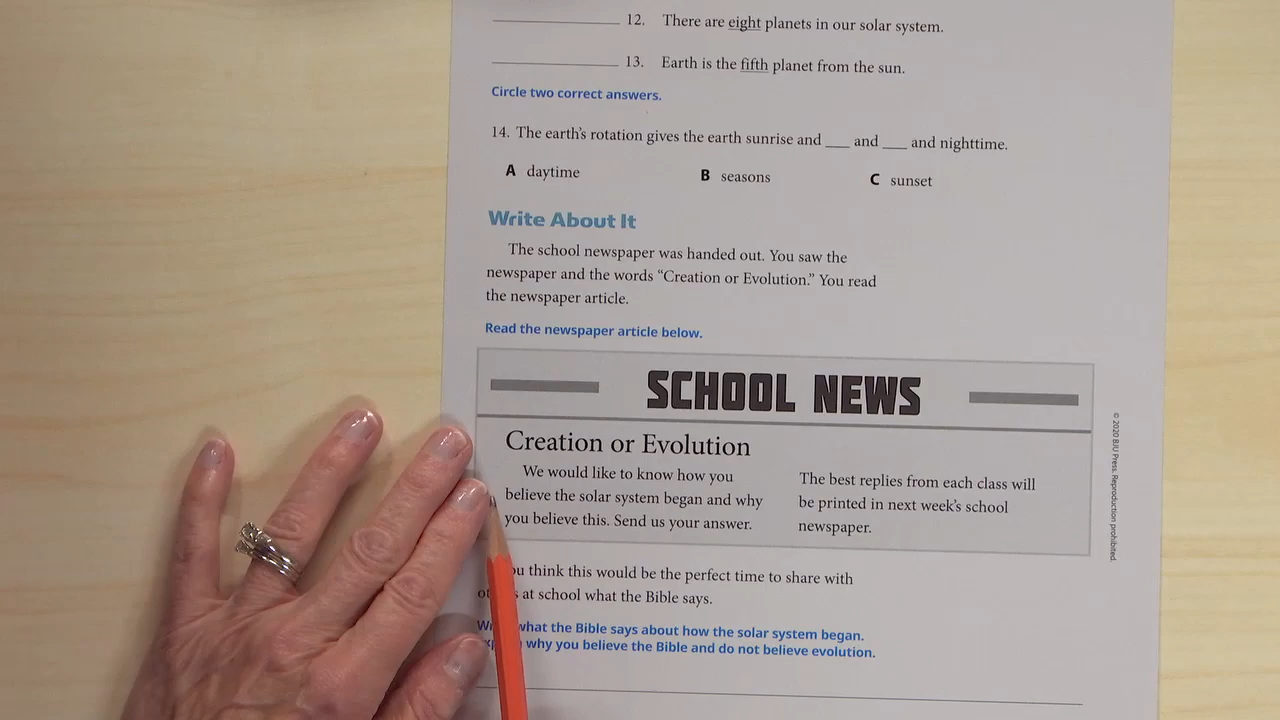 12. There are eight planets in our solar system.
13. Earth is the fifth planet from the sun.
Circle two correct answers.
14. The earth's rotation gives the earth sunrise and ___ and ___ and nighttime.
A daytime B seasons C sunset
Write About It
The school newspaper was handed out. You saw the
newspaper and the words “Creation or Evolution.” You read
the newspaper article.
Read the newspaper article below.
SCHOOL NEWS
Creation or Evolution
We would like to know how you
believe the solar system began and why
you believe this. Send us your answer.
The best replies from each class will
be printed in next week's school
newspaper.
think this would be the perfect time to share with
at school what the Bible says.
what the Bible says about how the solar system began.
why you believe the Bible and do not believe evolution.
© 2020 BJU Press. Reproduction prohibited.